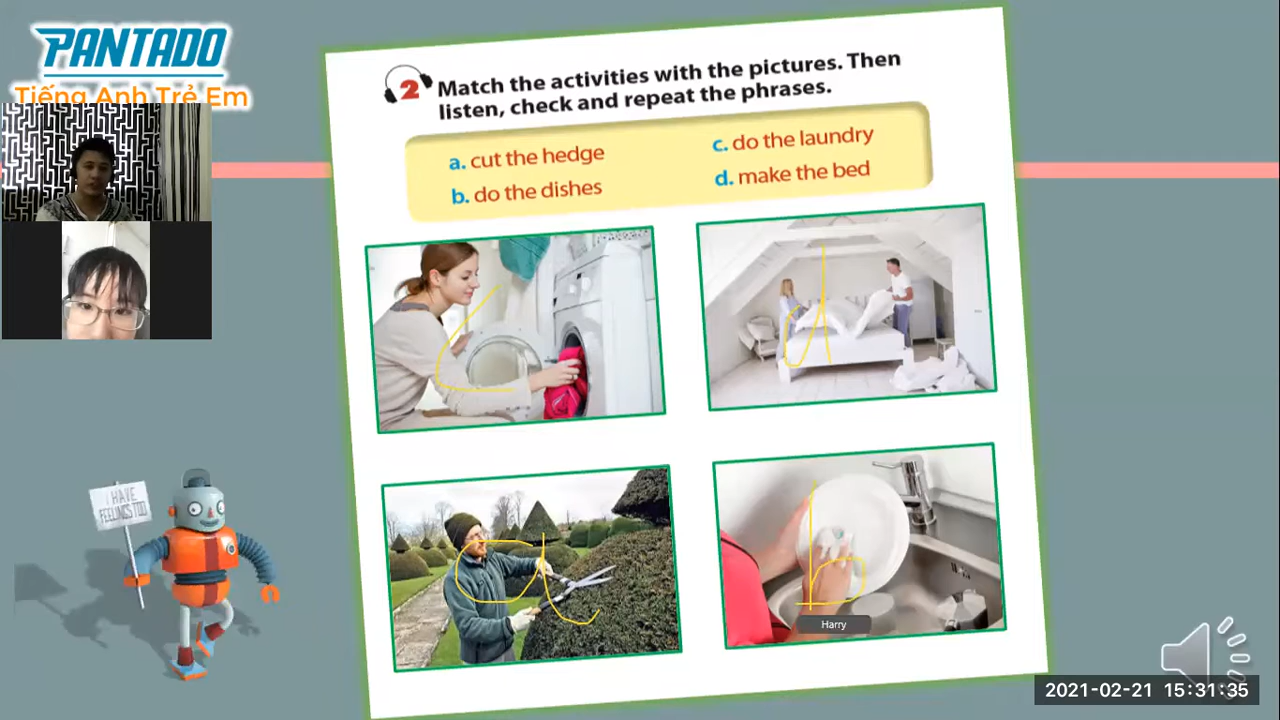 PANTADO
Tiếng Anh Trẻ Em
2 Match the activities with the pictures. Then
listen, check and repeat the phrases.
a. cut the hedge
b. do the dishes
c. do the laundry
d. make the bed
c
d
a
b
Harry
I HAVE
FEELINGS TOO
2021-02-21 15:31:35